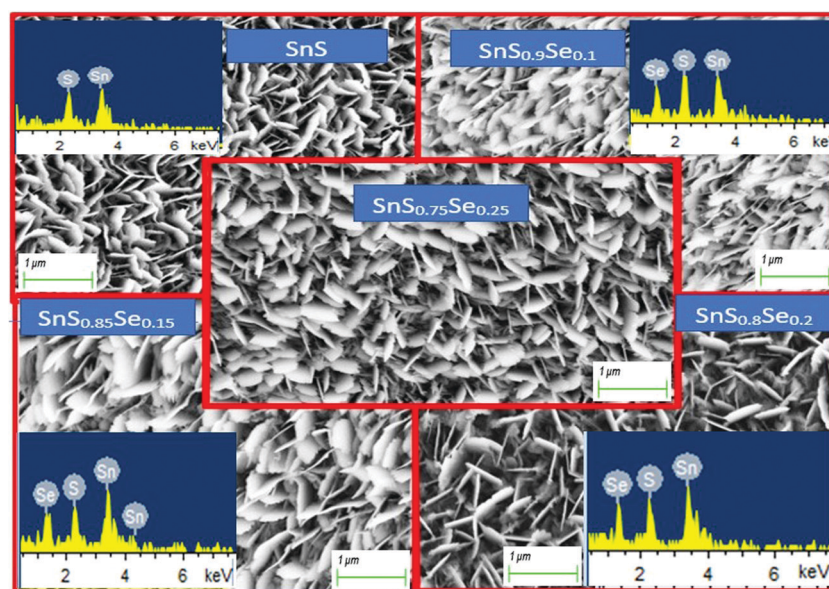 SnS
SnS₀.₉Se₀.₁
S Sn
2 4 6 keV
Se S Sn
2 4 6 keV
SnS₀.₇₅Se₀.₂₅
1 µm
1 µm
SnS₀.₈₅Se₀.₁₅
SnS₀.₈Se₀.₂
1 µm
Se S Sn Sn
2 4 6 keV
1 µm
Se S Sn
2 4 6 keV
1 µm